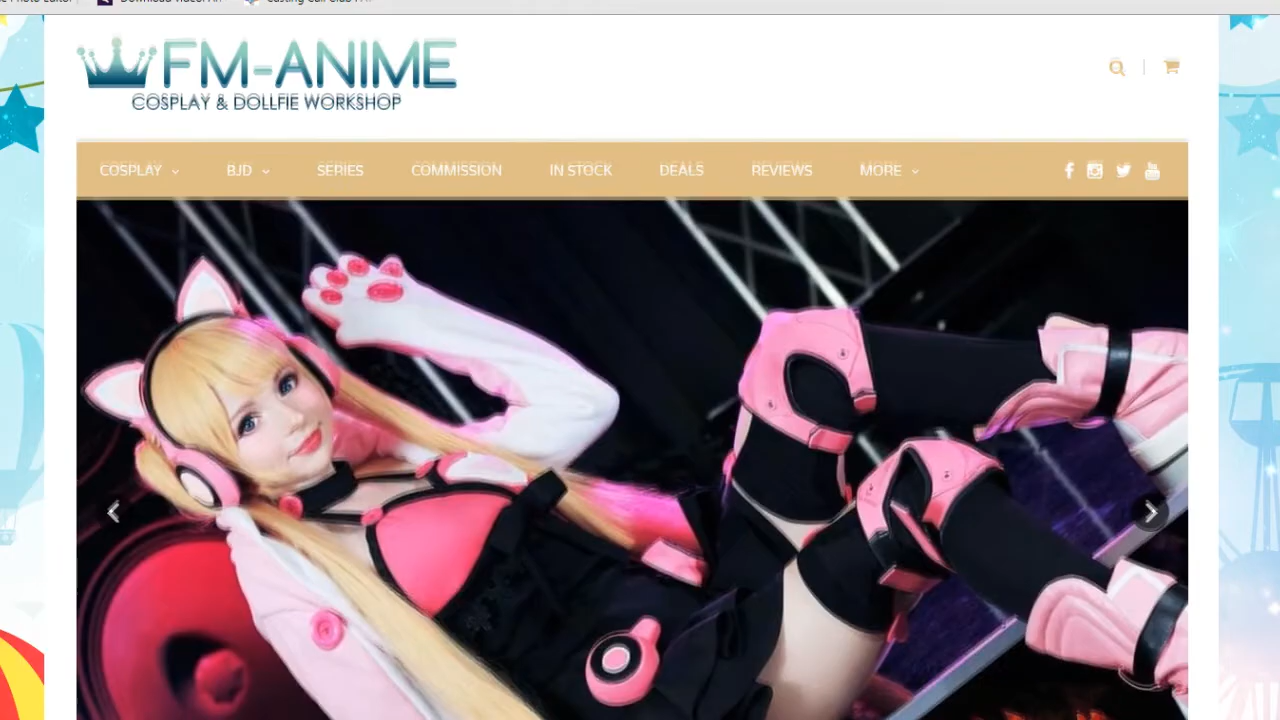 FM-ANIME
COSPLAY & DOLLFIE WORKSHOP
COSPLAY BJD SERIES COMMISSION IN STOCK DEALS REVIEWS MORE